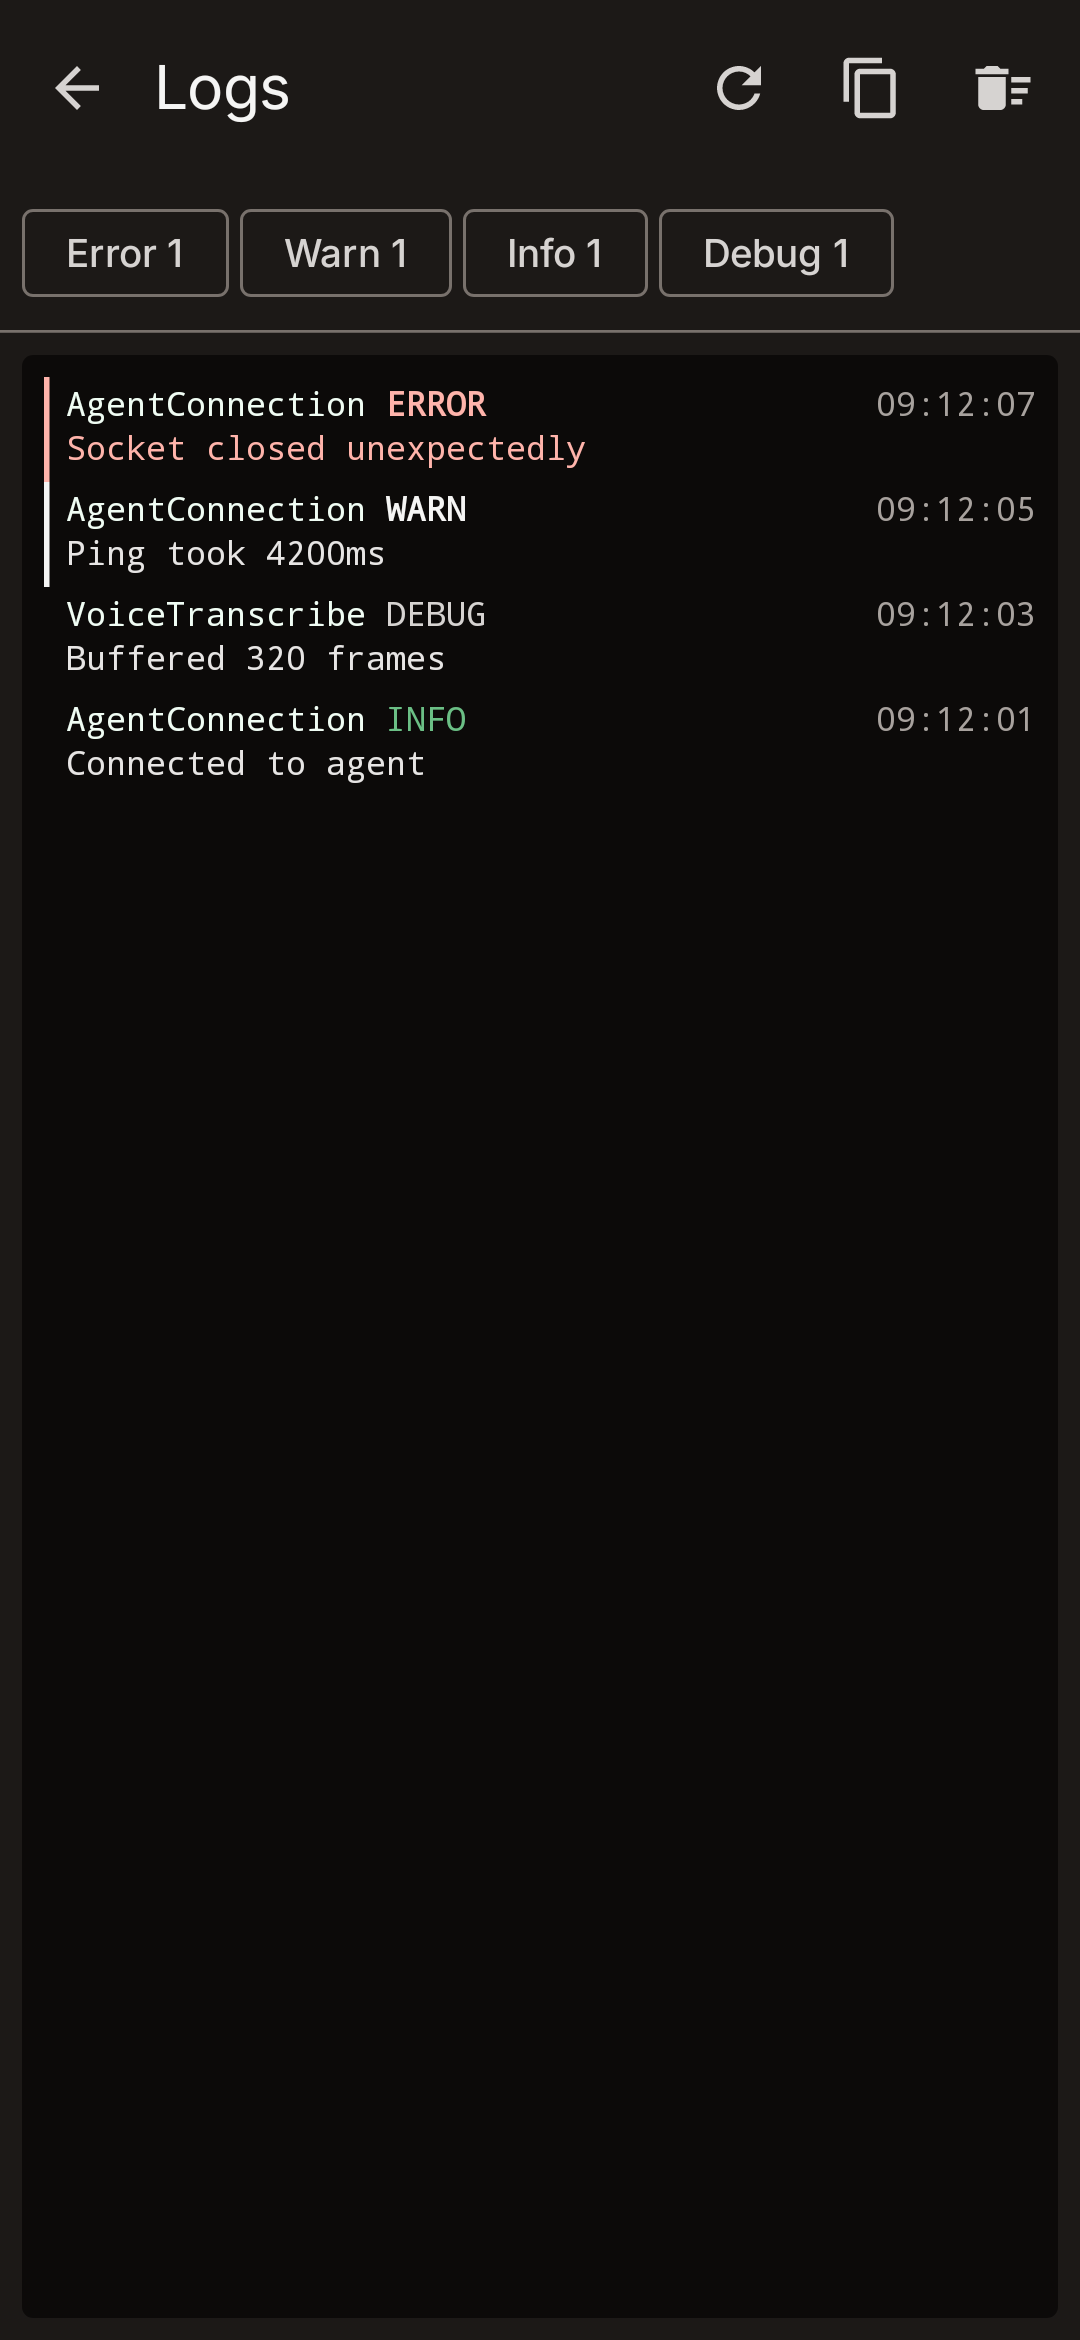 Logs
Error 1
Warn 1
Info 1
Debug 1
AgentConnection ERROR 09:12:07
Socket closed unexpectedly
AgentConnection WARN 09:12:05
Ping took 4200ms
VoiceTranscribe DEBUG 09:12:03
Buffered 320 frames
AgentConnection INFO 09:12:01
Connected to agent